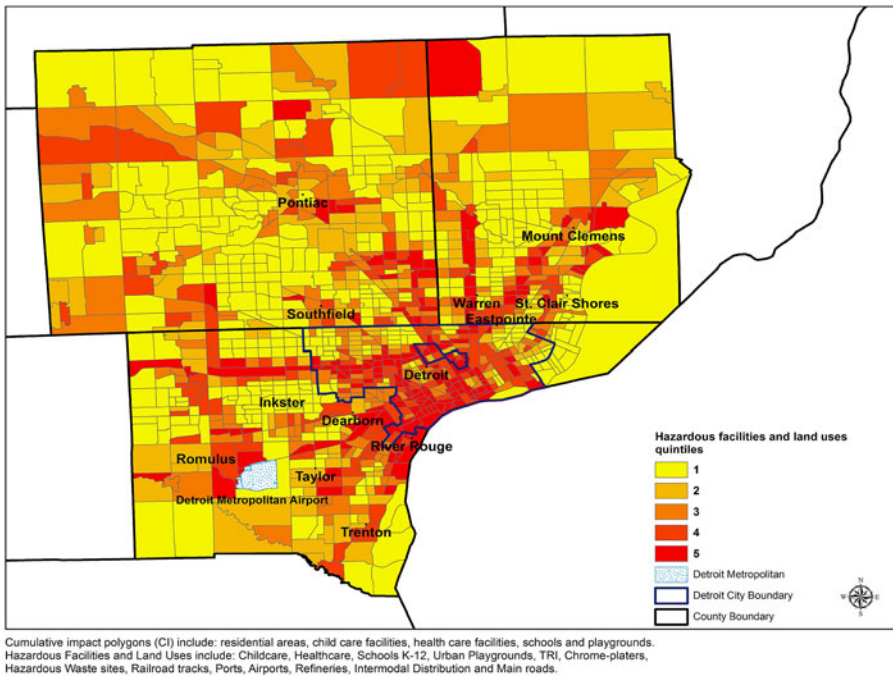 Pontiac
Mount Clemens
Southfield
Warren
St. Clair Shores
Eastpointe
Detroit
Inkster
Dearborn
River Rouge
Romulus
Taylor
Detroit Metropolitan Airport
Trenton
Hazardous facilities and land uses
quintiles
1
2
3
4
5
Detroit Metropolitan
Detroit City Boundary
County Boundary
N
W
E
S
Cumulative impact polygons (CI) include: residential areas, child care facilities, health care facilities, schools and playgrounds.
Hazardous Facilities and Land Uses include: Childcare, Healthcare, Schools K-12, Urban Playgrounds, TRI, Chrome-platers,
Hazardous Waste sites, Railroad tracks, Ports, Airports, Refineries, Intermodal Distribution and Main roads.